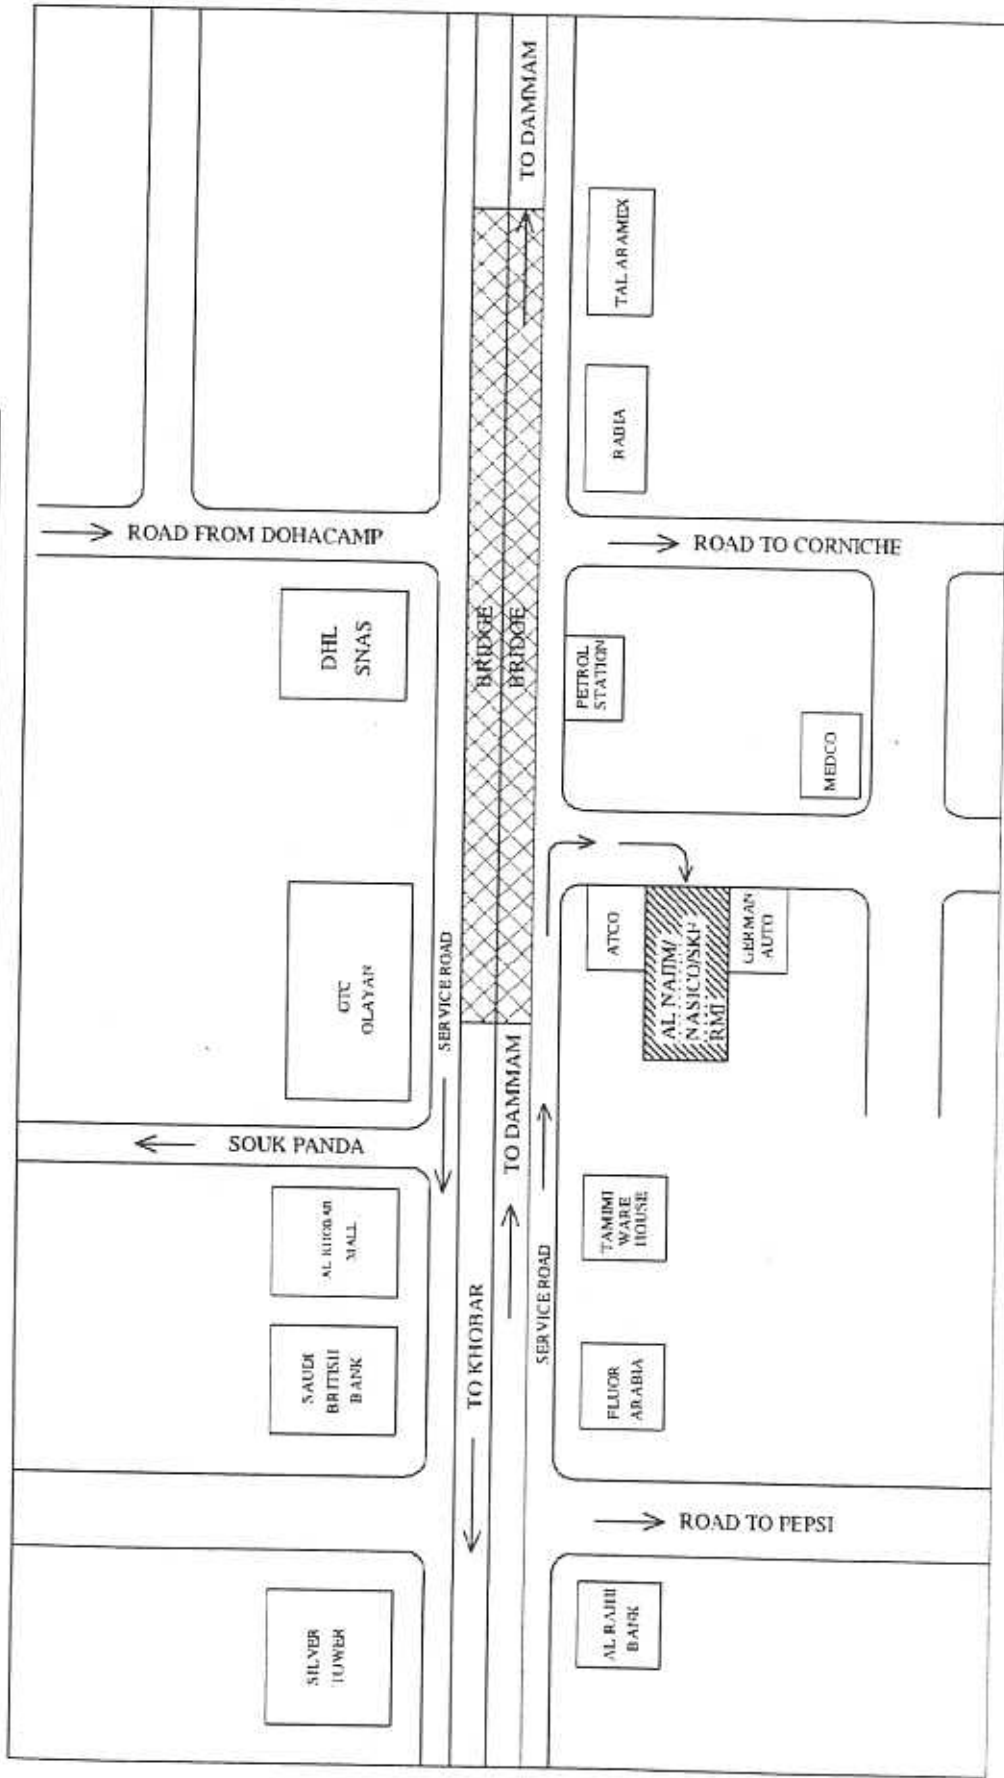 TO DAMMAM
TAL ARAMEX
RABIA
ROAD FROM DOHACAMP
ROAD TO CORNICHE
DHL
SNAS
BRIDGE
BRIDGE
PETROL
STATION
MEDCO
GTC
OLAYAN
SERVICE ROAD
ATCO
AL NAJIM/
NASICO/SKF
RMI
GERMAN
AUTO
SOUK PANDA
TO DAMMAM
AL KHOBAR
MALL
TAMIMI
WARE
HOUSE
SAUDI
BRITISH
BANK
TO KHOBAR
SERVICE ROAD
FLUOR
ARABIA
ROAD TO PEPSI
SILVER
TOWER
AL RAJHI
BANK